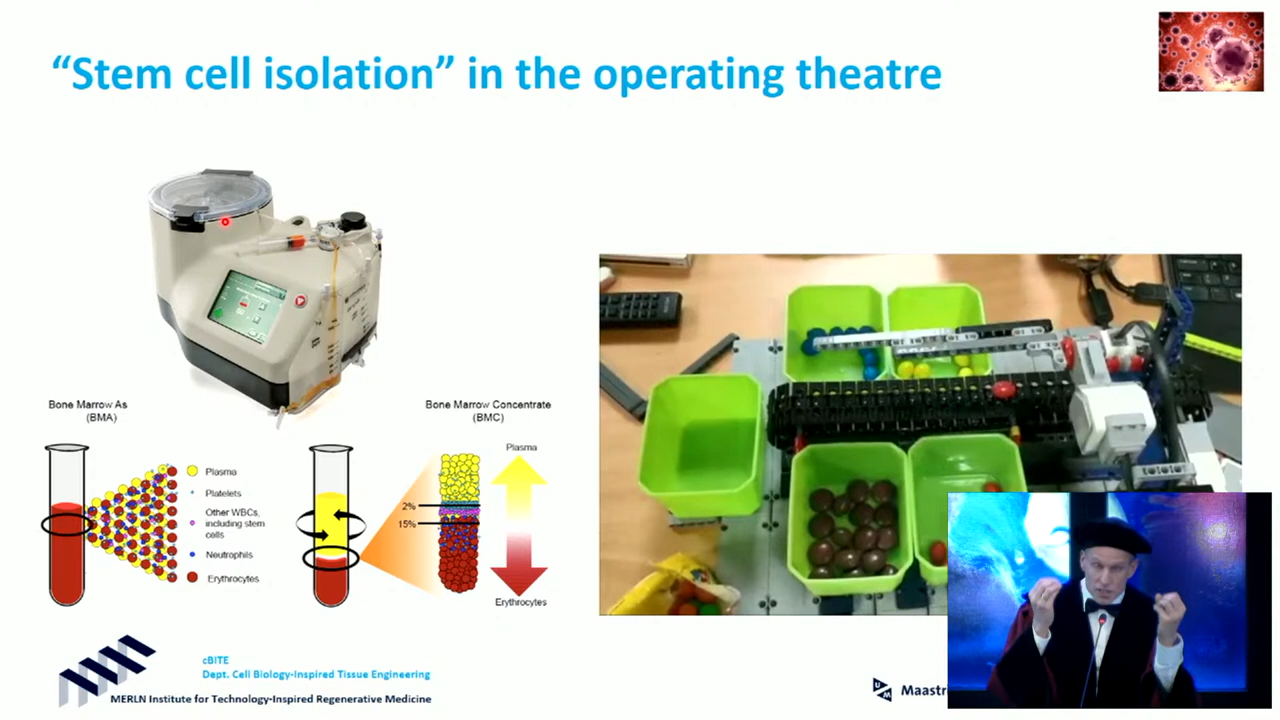 “Stem cell isolation” in the operating theatre
Bone Marrow As
(BMA)
Plasma
Platelets
Other WBCs,
including stem
cells
Neutrophils
Erythrocytes
Bone Marrow Concentrate
(BMC)
Plasma
2%
15%
Erythrocytes
cBITE
Dept. Cell Biology-Inspired Tissue Engineering
MERLN Institute for Technology-Inspired Regenerative Medicine
Maastri